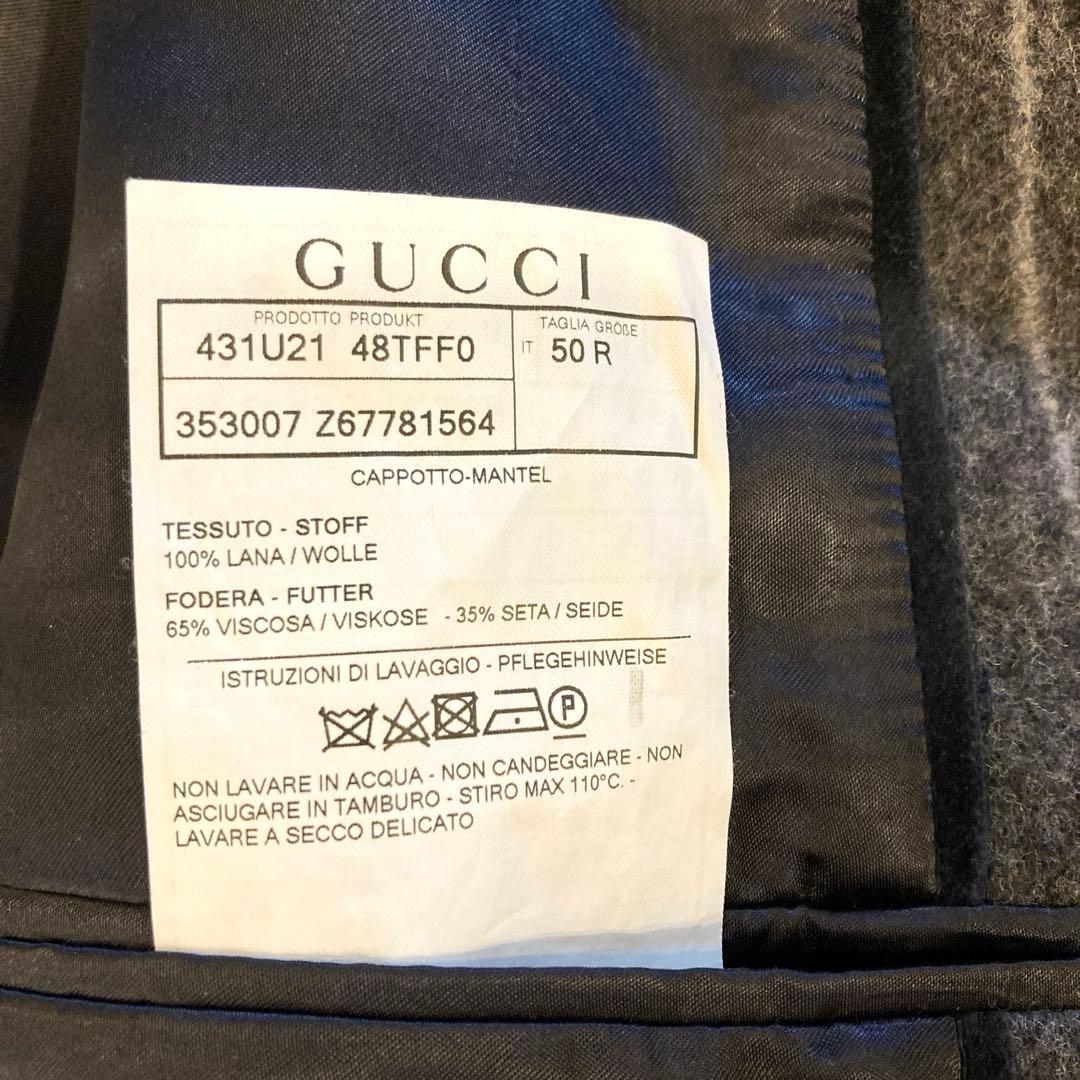 GUCCI
PRODOTTO PRODUKT
431U21 48TFF0
353007 Z67781564
TAGLIA GRÖßE
IT 50 R
CAPPOTTO-MANTEL
TESSUTO - STOFF
100% LANA / WOLLE
FODERA - FUTTER
65% VISCOSA / VISKOSE - 35% SETA / SEIDE
ISTRUZIONI DI LAVAGGIO - PFLEGEHINWEISE
P
NON LAVARE IN ACQUA - NON CANDEGGIARE - NON
ASCIUGARE IN TAMBURO - STIRO MAX 110°C. -
LAVARE A SECCO DELICATO